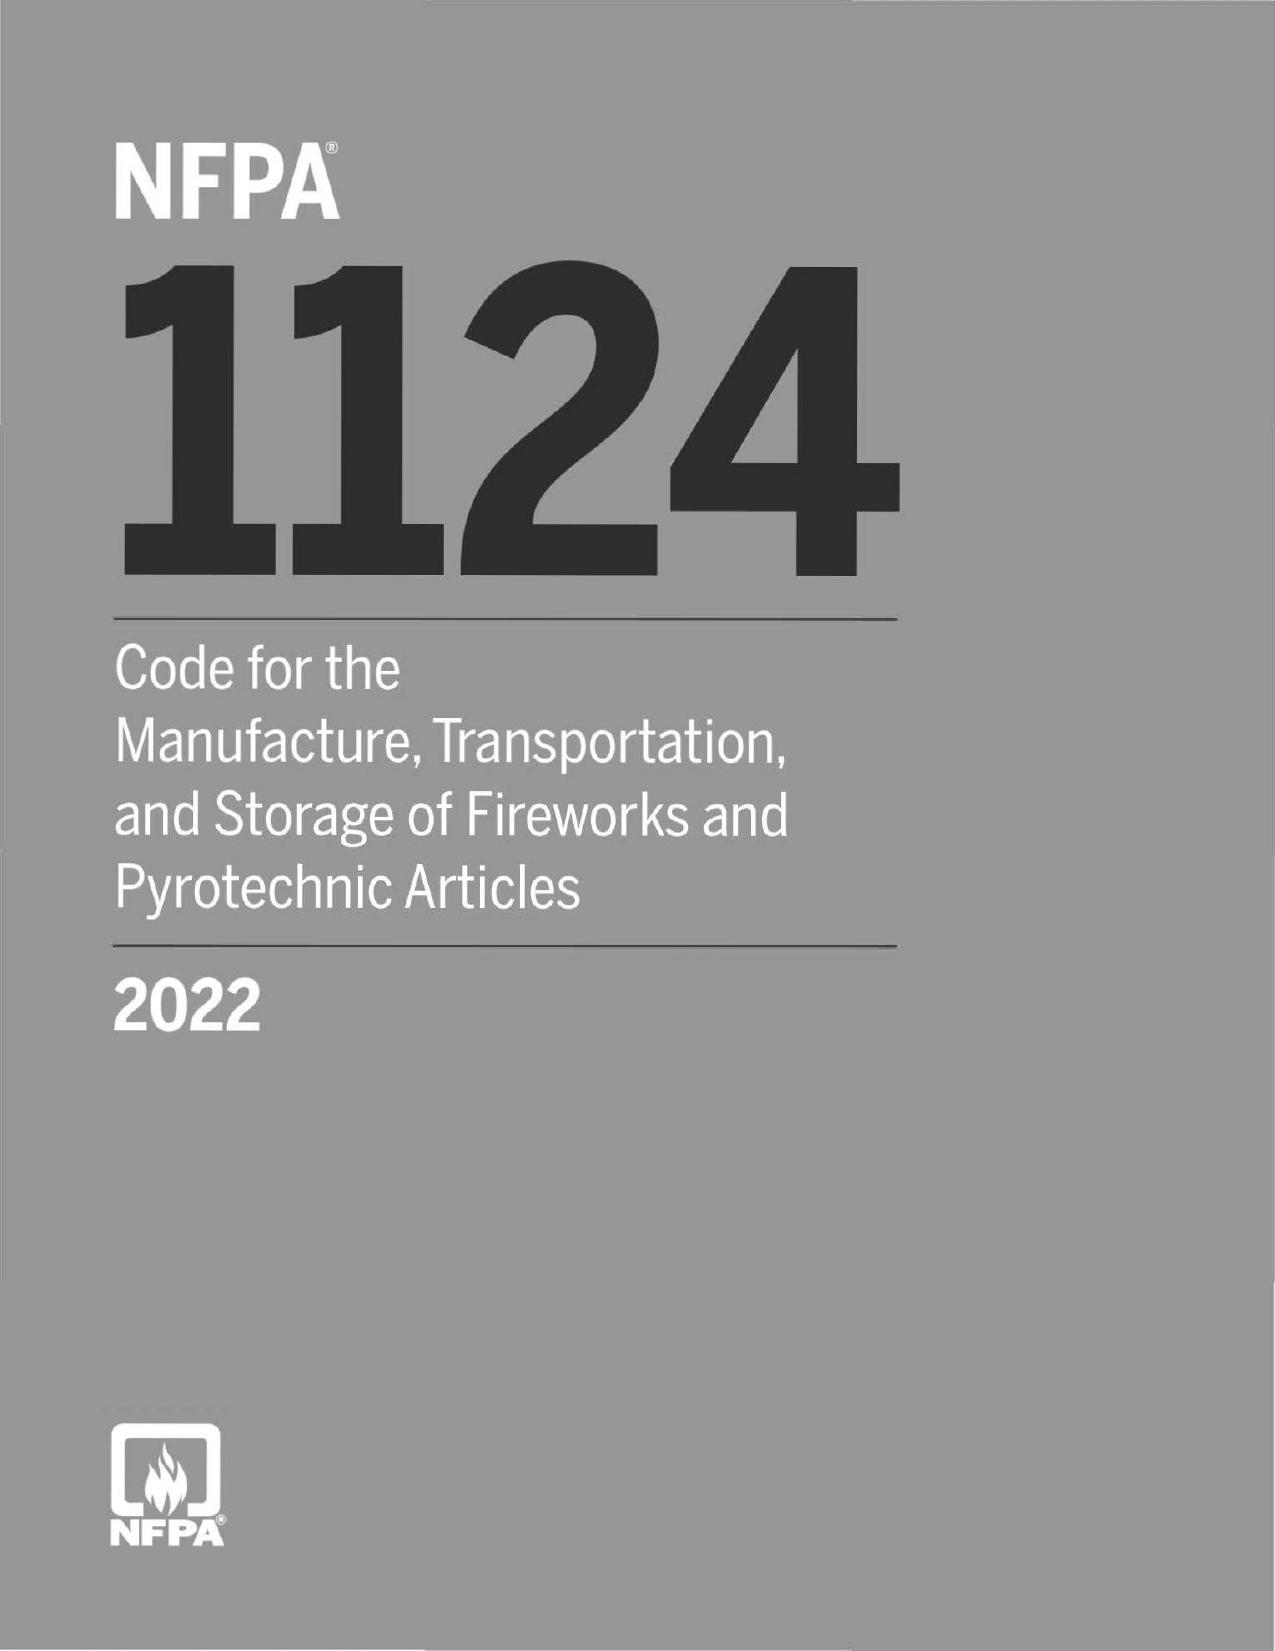 NFPA®
1124
Code for the
Manufacture, Transportation,
and Storage of Fireworks and
Pyrotechnic Articles
2022
NFPA®